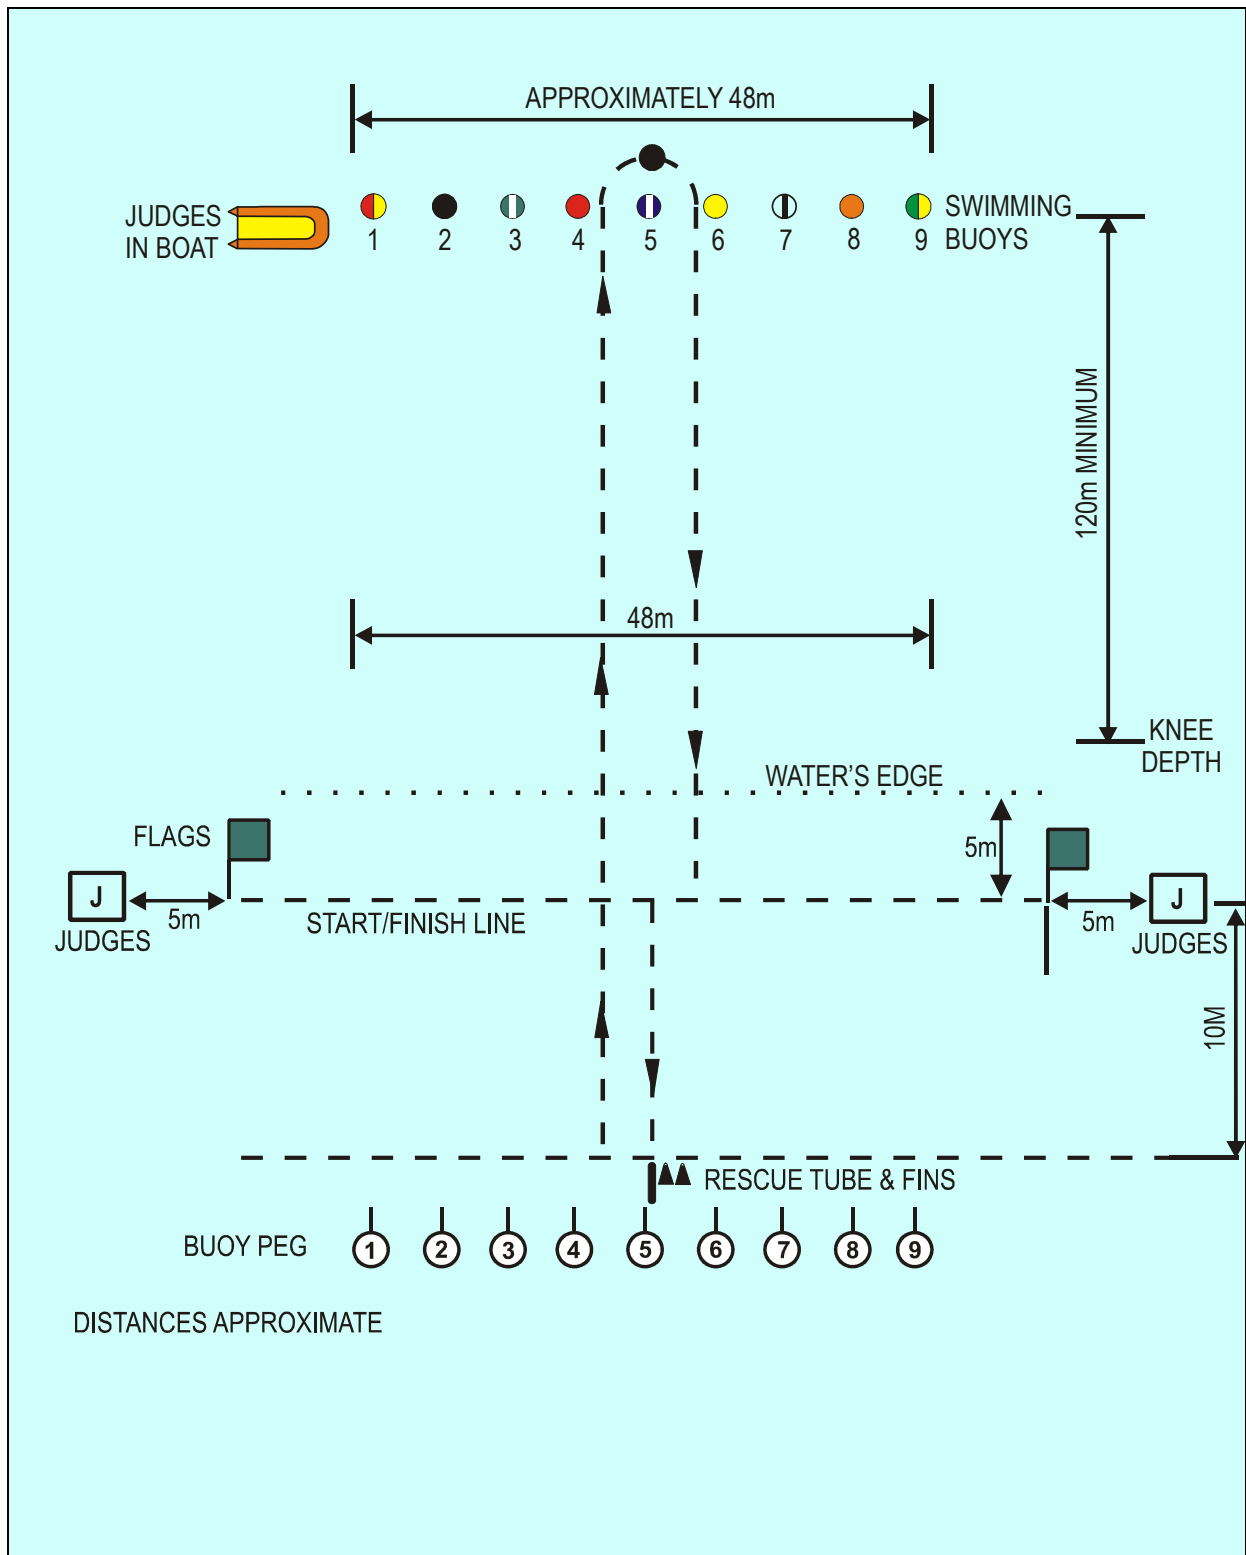 APPROXIMATELY 48m
JUDGES
IN BOAT
1 2 3 4 5 6 7 8 9
SWIMMING
BUOYS
120m MINIMUM
48m
KNEE
DEPTH
WATER'S EDGE
FLAGS
5m
J
5m
JUDGES
START/FINISH LINE
J
5m
JUDGES
10M
RESCUE TUBE & FINS
BUOY PEG
1 2 3 4 5 6 7 8 9
DISTANCES APPROXIMATE